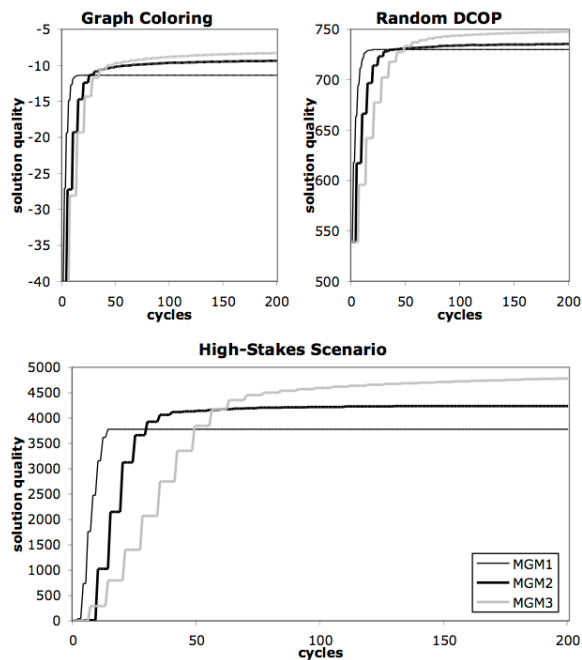 Graph Coloring
-5
-10
-15
-20
-25
-30
-35
-40
solution quality
0 50 100 150 200
cycles
Random DCOP
750
700
650
600
550
500
solution quality
0 50 100 150 200
cycles
High-Stakes Scenario
5000
4500
4000
3500
3000
2500
2000
1500
1000
500
0
solution quality
0 50 100 150 200
cycles
MGM1
MGM2
MGM3